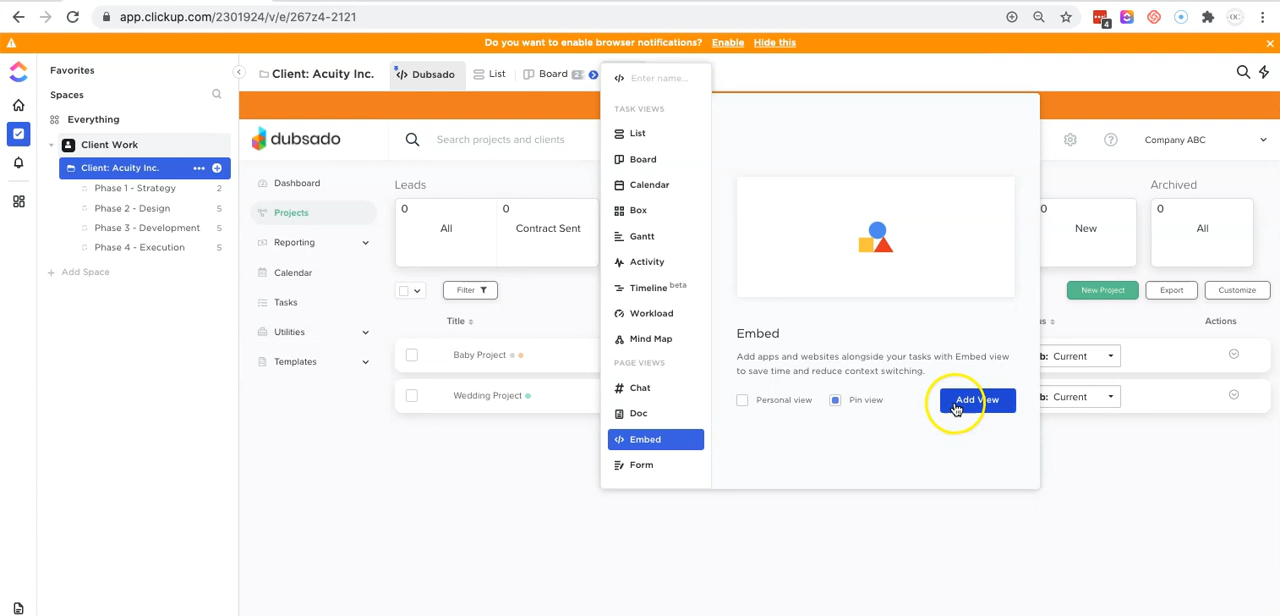 app.clickup.com/2301924/v/e/267z4-2121
4
OC
Do you want to enable browser notifications? Enable Hide this
Favorites
Spaces
Everything
Client Work
Client: Acuity Inc.
Phase 1 - Strategy 2
Phase 2 - Design 5
Phase 3 - Development 5
Phase 4 - Execution 5
+ Add Space
Client: Acuity Inc.
Dubsado
List
Board
dubsado
Search projects and clients
Company ABC
Dashboard
Projects
Reporting
Calendar
Tasks
Utilities
Templates
Leads
0
All
0
Contract Sent
0
New
Archived
0
All
Filter
New Project
Export
Customize
Title
Actions
Baby Project
Current
Wedding Project
Current
Enter name...
TASK VIEWS
List
Board
Calendar
Box
Gantt
Activity
Timeline beta
Workload
Mind Map
PAGE VIEWS
Chat
Doc
Embed
Form
Embed
Add apps and websites alongside your tasks with Embed view
to save time and reduce context switching.
Personal view
Pin view
Add View